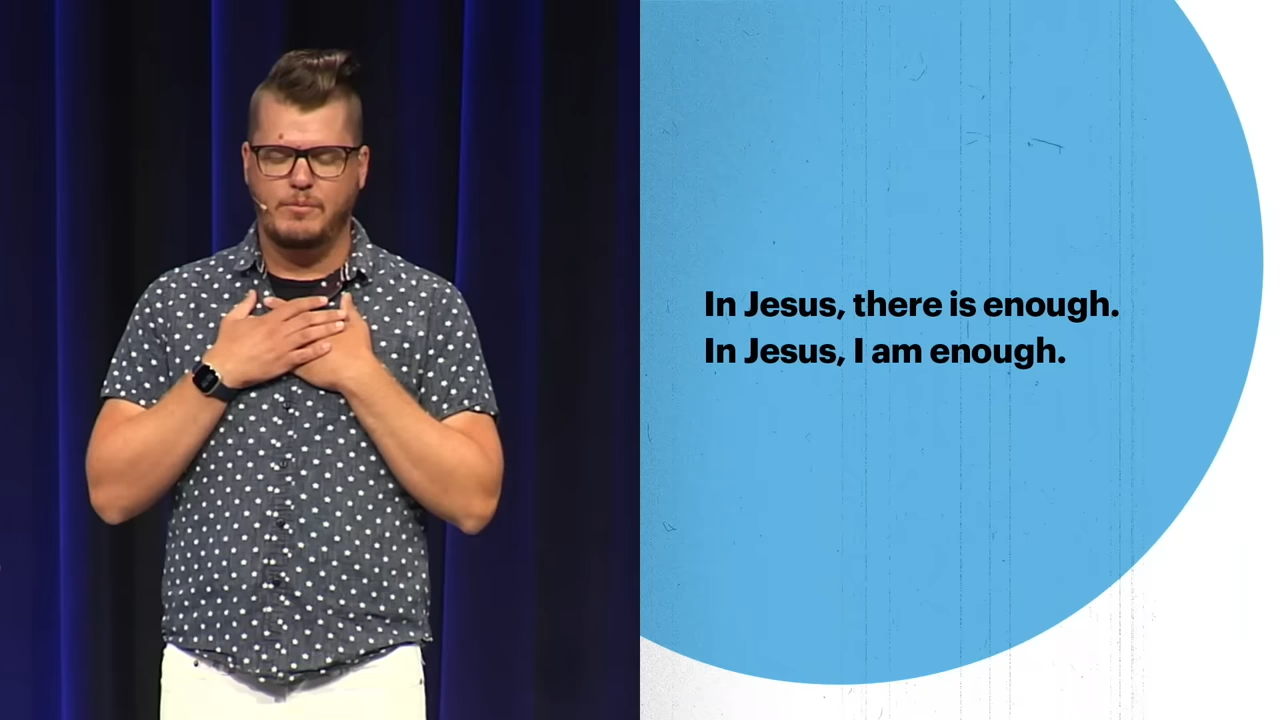 In Jesus, there is enough.
In Jesus, I am enough.